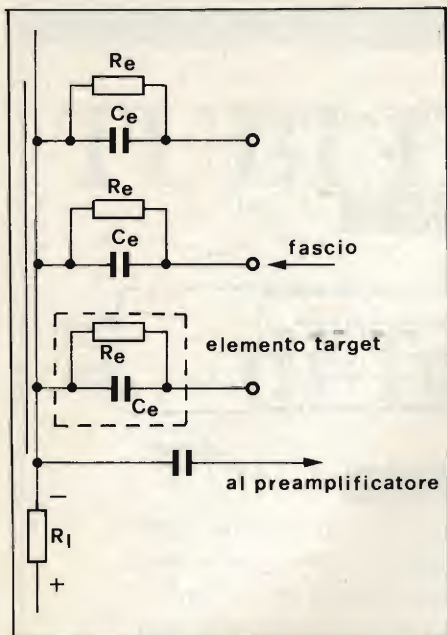 Re
Ce
Re
Ce
fascio
elemento target
Re
Ce
al preamplificatore
−
Rl
+